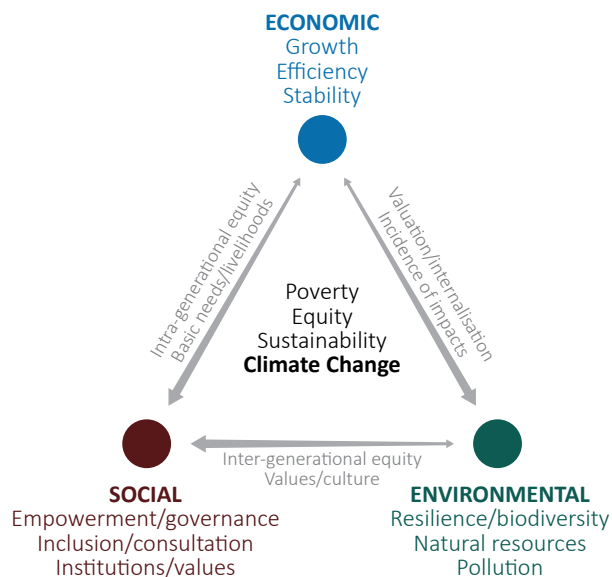 ECONOMIC
Growth
Efficiency
Stability
Intra-generational equity
Basic needs/livelihoods
Valuation/internalisation
Incidence of impacts
Poverty
Equity
Sustainability
Climate Change
Inter-generational equity
Values/culture
SOCIAL
Empowerment/governance
Inclusion/consultation
Institutions/values
ENVIRONMENTAL
Resilience/biodiversity
Natural resources
Pollution